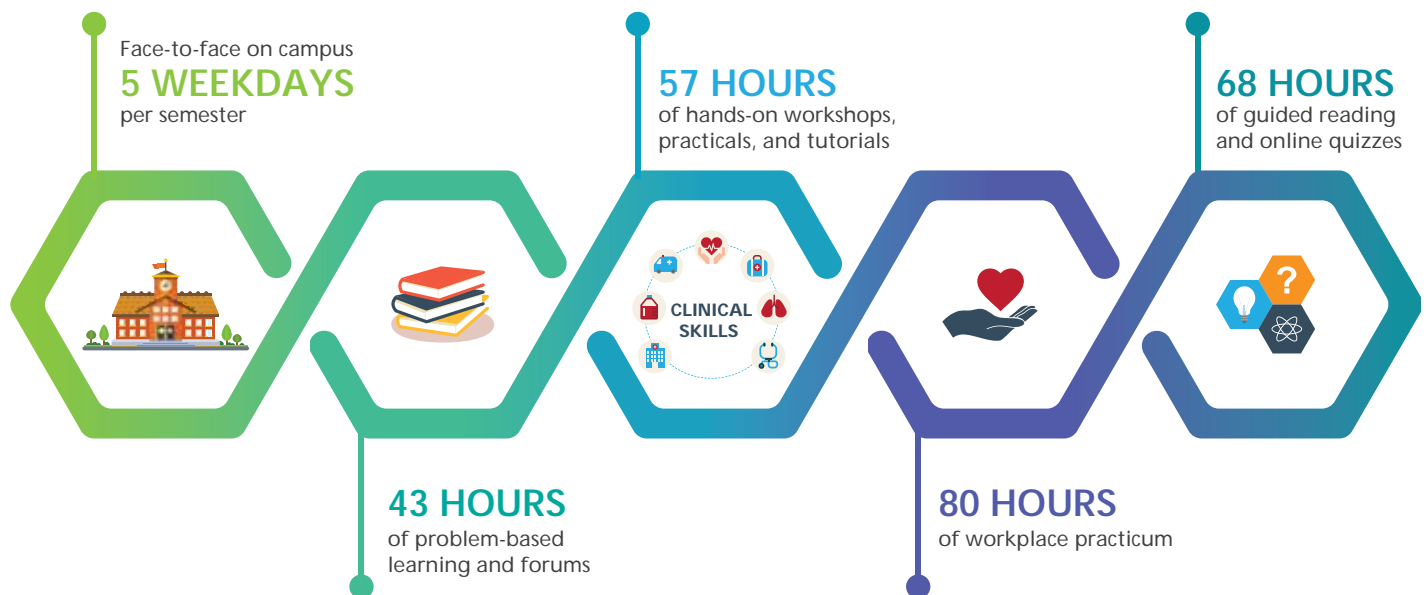 Face-to-face on campus
5 WEEKDAYS
per semester
43 HOURS
of problem-based
learning and forums
57 HOURS
of hands-on workshops,
practicals, and tutorials
CLINICAL
SKILLS
80 HOURS
of workplace practicum
68 HOURS
of guided reading
and online quizzes
?